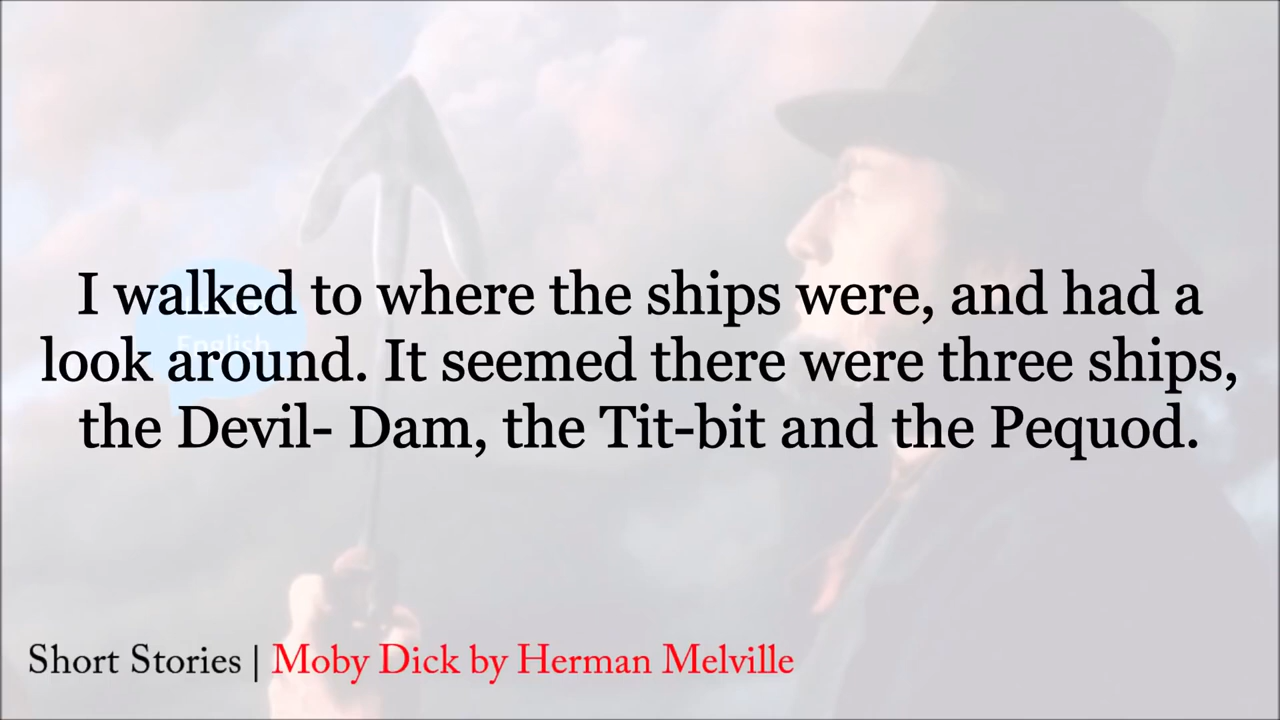 I walked to where the ships were, and had a
English
look around. It seemed there were three ships,
the Devil- Dam, the Tit-bit and the Pequod.
Short Stories | Moby Dick by Herman Melville